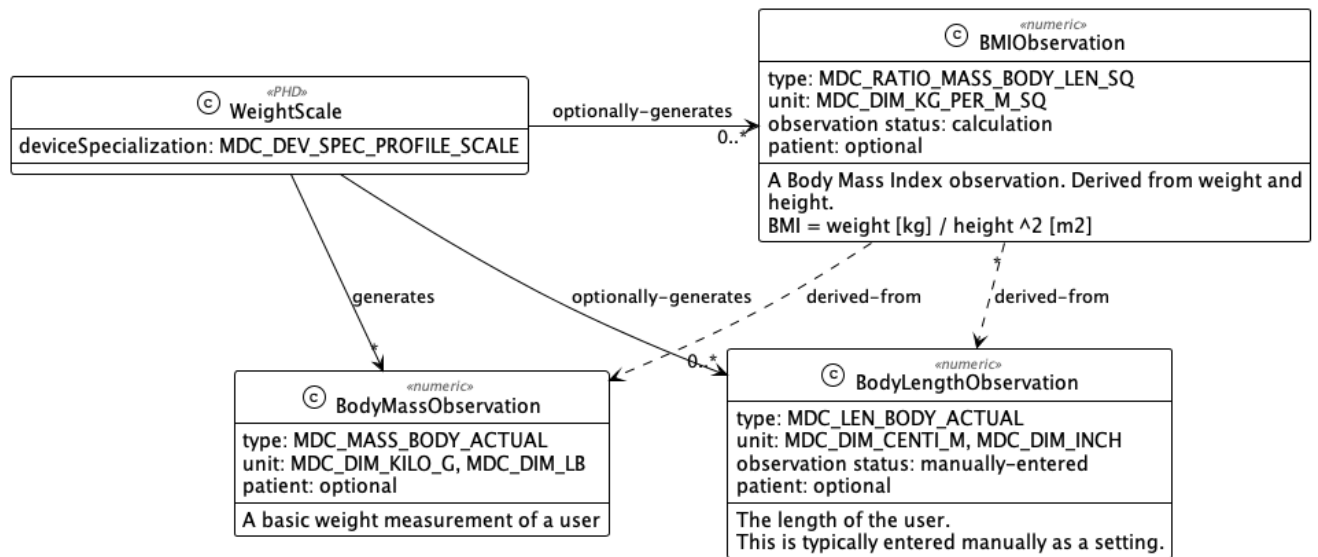 «numeric»
C BMIObservation
type: MDC_RATIO_MASS_BODY_LEN_SQ
unit: MDC_DIM_KG_PER_M_SQ
observation status: calculation
patient: optional
A Body Mass Index observation. Derived from weight and
height.
BMI = weight [kg] / height ^2 [m2]
«PHD»
C WeightScale
deviceSpecialization: MDC_DEV_SPEC_PROFILE_SCALE
optionally-generates
0..*
generates
*
optionally-generates
0..*
derived-from
*
derived-from
«numeric»
C BodyMassObservation
type: MDC_MASS_BODY_ACTUAL
unit: MDC_DIM_KILO_G, MDC_DIM_LB
patient: optional
A basic weight measurement of a user
«numeric»
C BodyLengthObservation
type: MDC_LEN_BODY_ACTUAL
unit: MDC_DIM_CENTI_M, MDC_DIM_INCH
observation status: manually-entered
patient: optional
The length of the user.
This is typically entered manually as a setting.